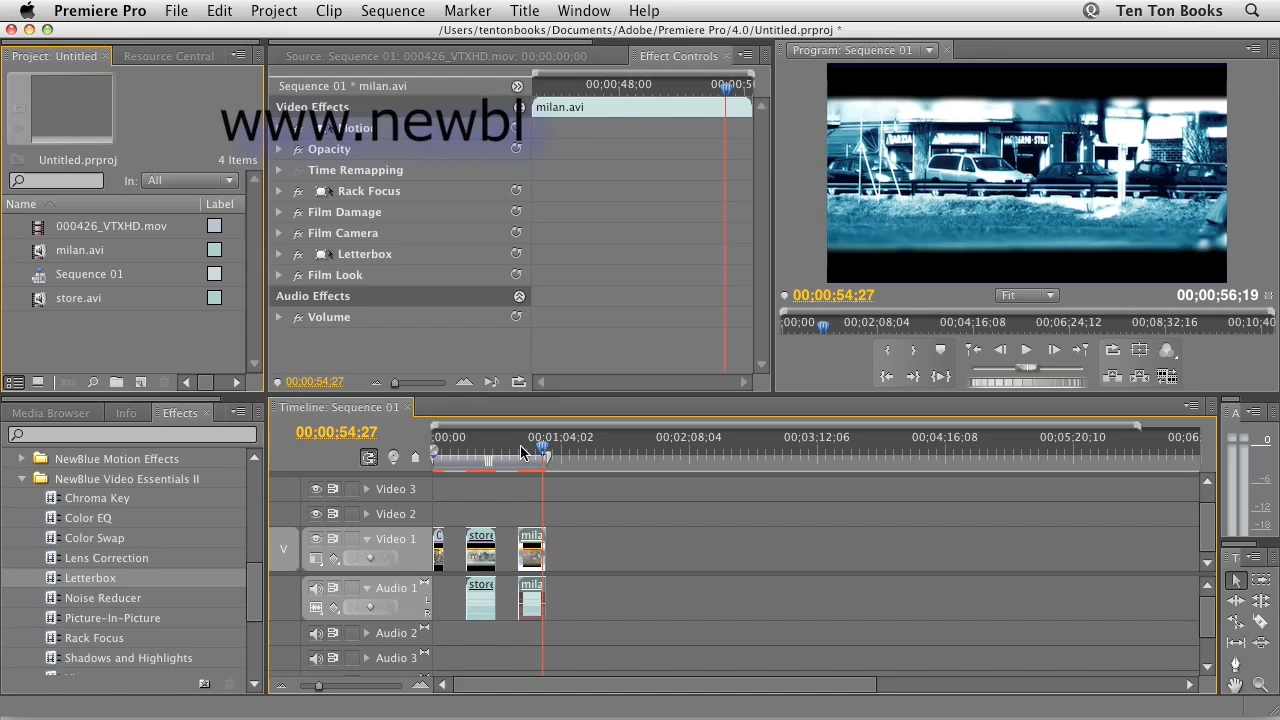 Premiere Pro File Edit Project Clip Sequence Marker Title Window Help Ten Ton Books
/Users/tentonbooks/Documents/Adobe/Premiere Pro/4.0/Untitled.prproj *
Project: Untitled Resource Central Source: Sequence 01: 000426_VTXHD.mov: 00;00;00;00 Effect Controls Program: Sequence 01
Sequence 01 * milan.avi 00;00;48;00 00;00;5
Video Effects milan.avi
www.newbl
Motion
Opacity
Untitled.prproj 4 Items
Time Remapping
In: All
Rack Focus
Name Label
Film Damage
000426_VTXHD.mov
Film Camera
milan.avi
Letterbox
Sequence 01
Film Look
store.avi
Audio Effects
00;00;54;27 Fit 00;00;56;19
Volume
;00;00 00;02;08;04 00;04;16;08 00;06;24;12 00;08;32;16 00;10;40
00;00;54;27
Media Browser Info Effects Timeline: Sequence 01 A
00;00;54;27
;00;00 00;01;04;02 00;02;08;04 00;03;12;06 00;04;16;08 00;05;20;10 00;06;
0
-6
-12
-18
NewBlue Motion Effects
NewBlue Video Essentials II
Chroma Key
Color EQ
Color Swap
Lens Correction
Letterbox
Noise Reducer
Picture-In-Picture
Rack Focus
Shadows and Highlights
Video 3
Video 2
V Video 1 store mila
Audio 1 store mila
L
R
Audio 2
Audio 3
T